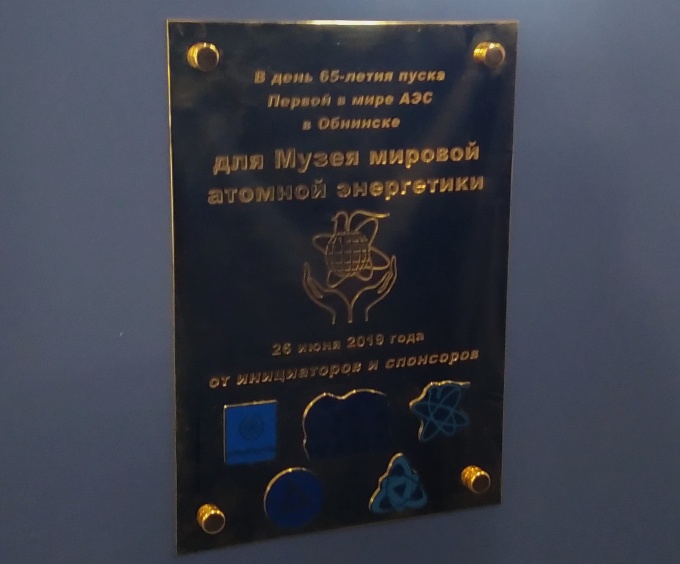 В день 65-летия пуска
Первой в мире АЭС
в Обнинске
для Музея мировой
атомной энергетики
26 июня 2019 года
от инициаторов и спонсоров